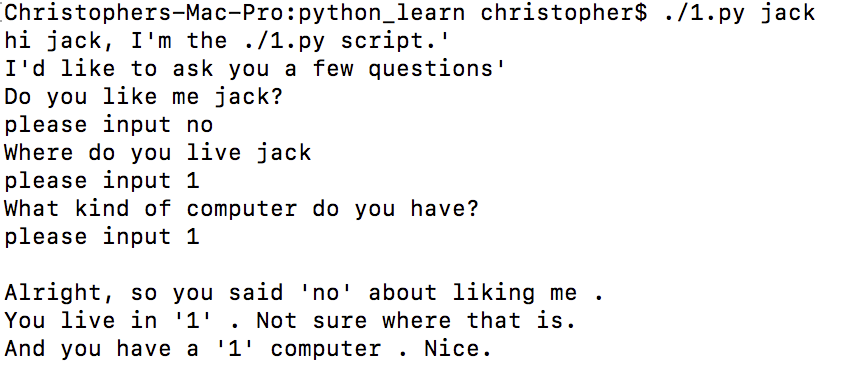 Christophers-Mac-Pro:python_learn christopher$ ./1.py jack
hi jack, I'm the ./1.py script.'
I'd like to ask you a few questions'
Do you like me jack?
please input no
Where do you live jack
please input 1
What kind of computer do you have?
please input 1
Alright, so you said 'no' about liking me .
You live in '1' . Not sure where that is.
And you have a '1' computer . Nice.